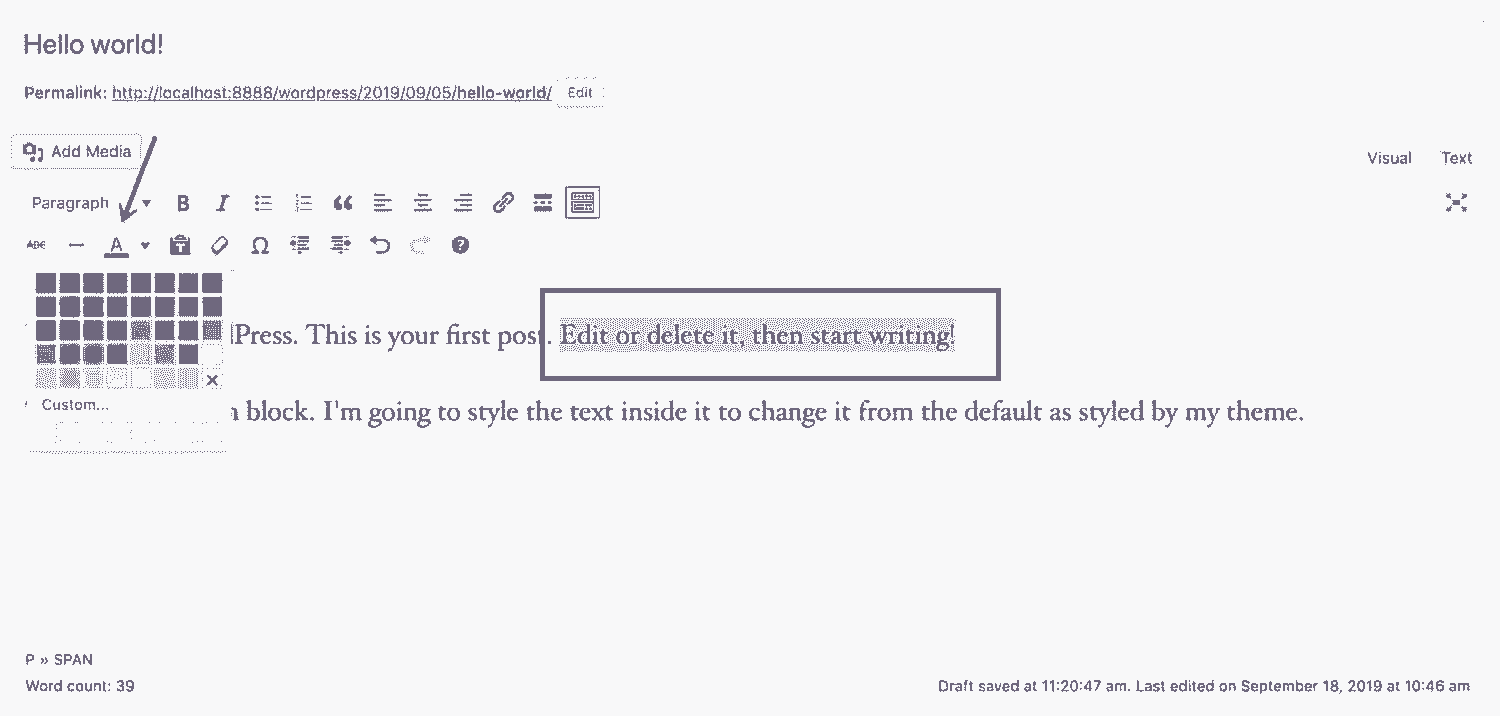 Hello world!
Permalink: http://localhost:8888/wordpress/2019/09/05/hello-world/ Edit
Add Media
Visual Text
Paragraph B I
ABC A Ω ?
Press. This is your first post. Edit or delete it, then start writing!
Custom...
block. I'm going to style the text inside it to change it from the default as styled by my theme.
P » SPAN
Word count: 39
Draft saved at 11:20:47 am. Last edited on September 18, 2019 at 10:46 am